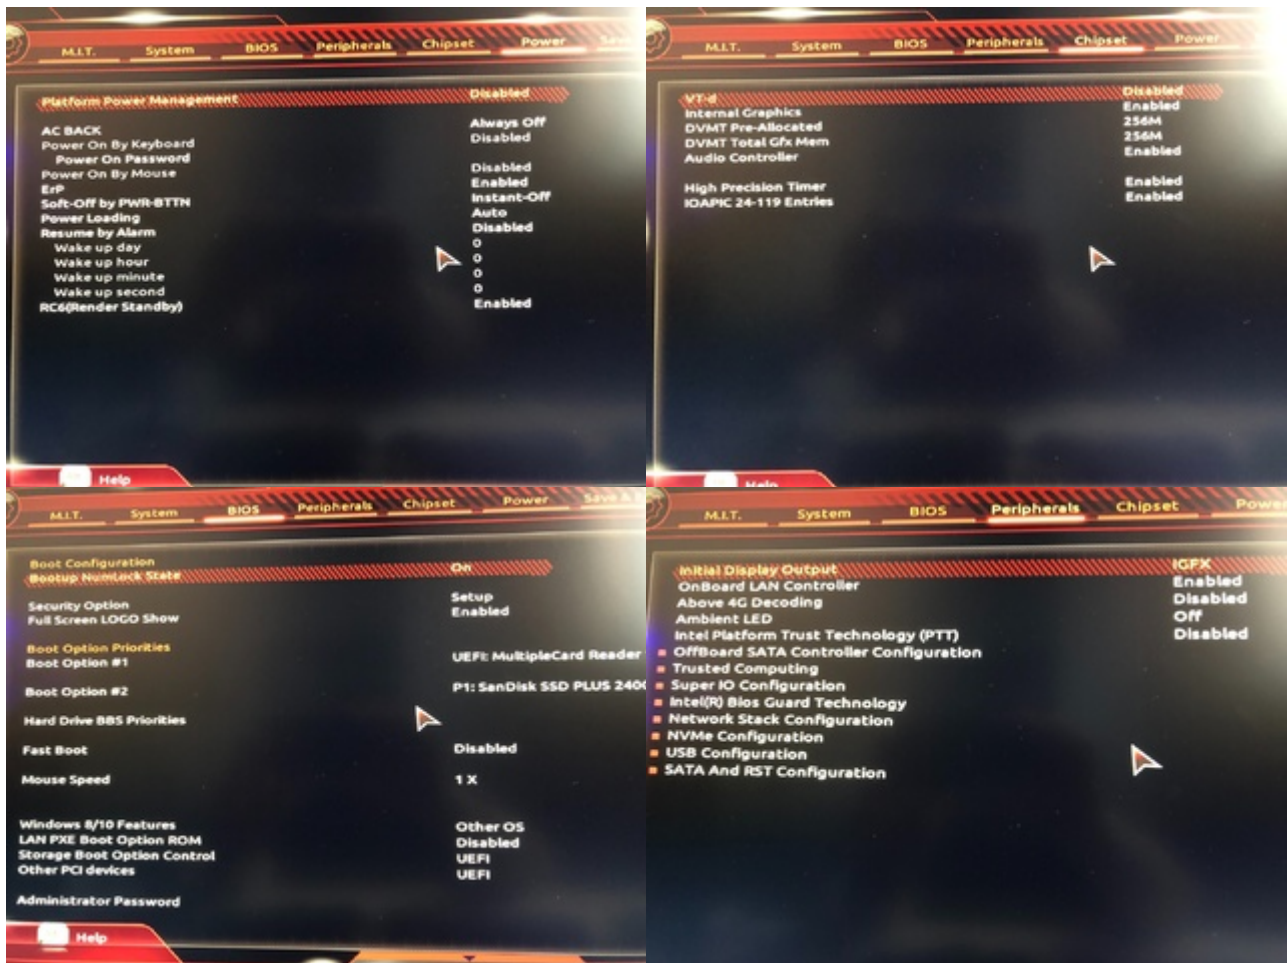 M.I.T. System BIOS Peripherals Chipset Power Save
Platform Power Management Disabled
AC BACK Always Off
Power On By Keyboard Disabled
Power On Password
Power On By Mouse Disabled
ErP Enabled
Soft-Off by PWR-BTTN Instant-Off
Power Loading Auto
Resume by Alarm Disabled
Wake up day 0
Wake up hour 0
Wake up minute 0
Wake up second 0
RC6(Render Standby) Enabled
Help
M.I.T. System BIOS Peripherals Chipset Power
VT-d Disabled
Internal Graphics Enabled
DVMT Pre-Allocated 256M
DVMT Total Gfx Mem 256M
Audio Controller Enabled
High Precision Timer Enabled
IOAPIC 24-119 Entries Enabled
Help
M.I.T. System BIOS Peripherals Chipset Power Save &
Boot Configuration
Bootup NumLock State On
Security Option Setup
Full Screen LOGO Show Enabled
Boot Option Priorities
Boot Option #1 UEFI: MultipleCard Reader
Boot Option #2 P1: SanDisk SSD PLUS 240
Hard Drive BBS Priorities
Fast Boot Disabled
Mouse Speed 1 X
Windows 8/10 Features Other OS
LAN PXE Boot Option ROM Disabled
Storage Boot Option Control UEFI
Other PCI devices UEFI
Administrator Password
Help
M.I.T. System BIOS Peripherals Chipset Powe
Initial Display Output IGFX
OnBoard LAN Controller Enabled
Above 4G Decoding Disabled
Ambient LED Off
Intel Platform Trust Technology (PTT) Disabled
OffBoard SATA Controller Configuration
Trusted Computing
Super IO Configuration
Intel(R) Bios Guard Technology
Network Stack Configuration
NVMe Configuration
USB Configuration
SATA And RST Configuration